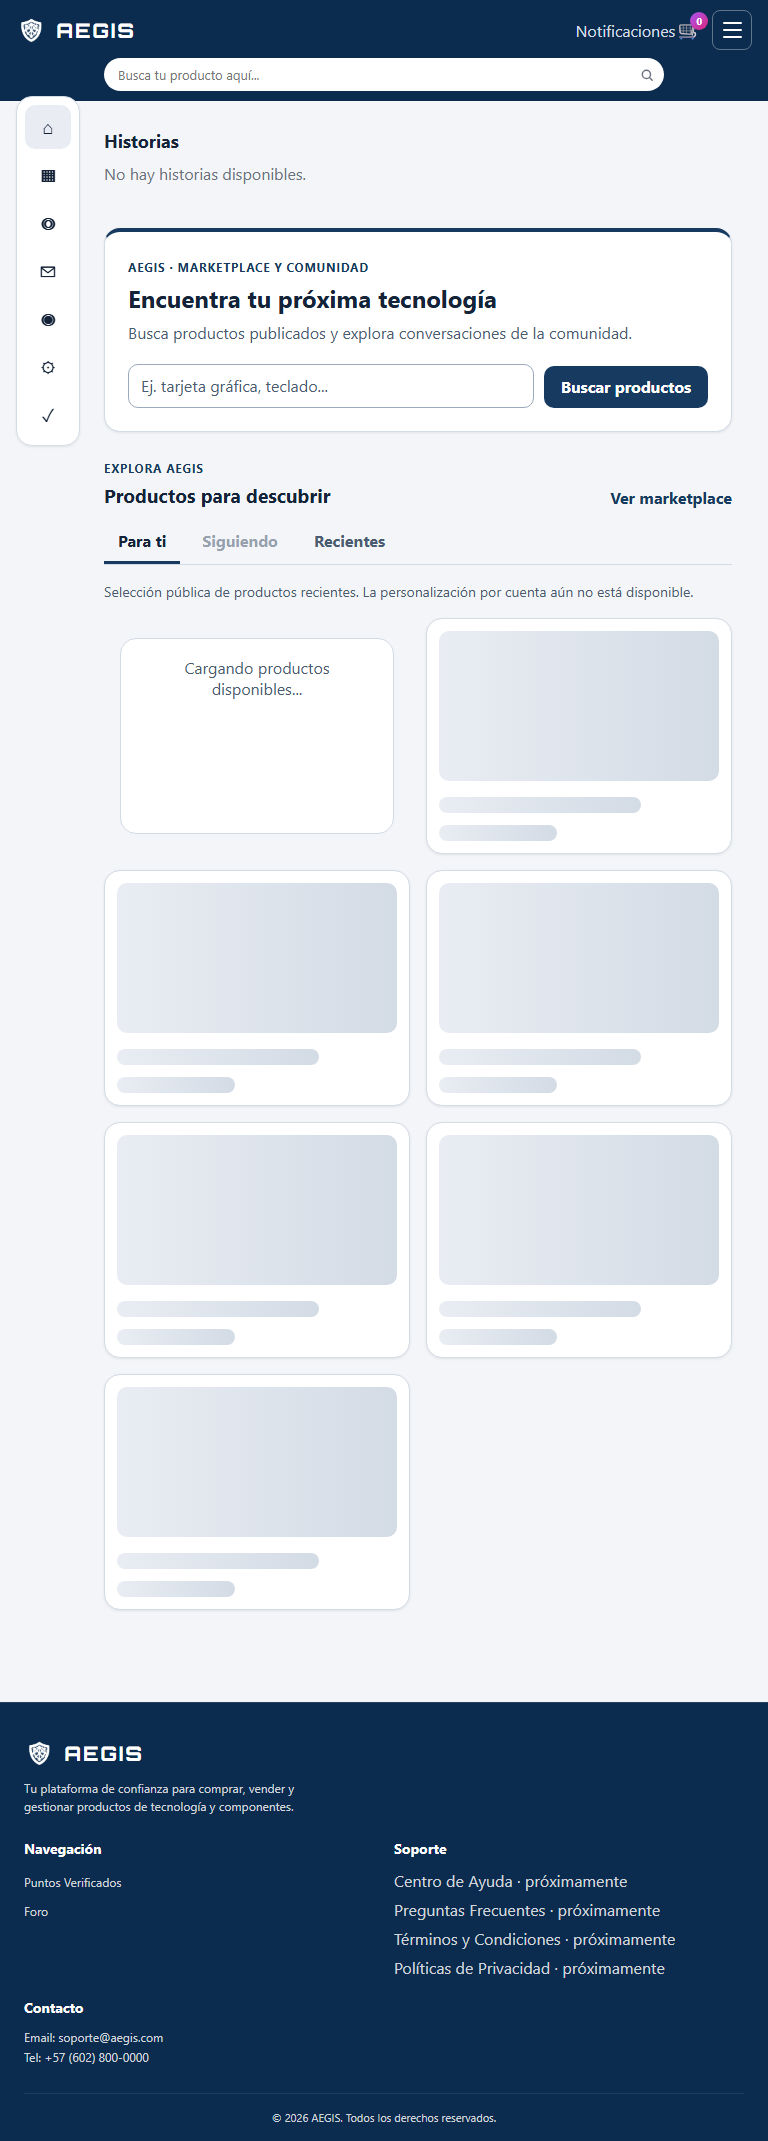 AEGIS
Notificaciones
0
Busca tu producto aquí...
Historias
No hay historias disponibles.
AEGIS · MARKETPLACE Y COMUNIDAD
Encuentra tu próxima tecnología
Busca productos publicados y explora conversaciones de la comunidad.
Ej. tarjeta gráfica, teclado...
Buscar productos
EXPLORA AEGIS
Productos para descubrir
Ver marketplace
Para ti
Siguiendo
Recientes
Selección pública de productos recientes. La personalización por cuenta aún no está disponible.
Cargando productos
disponibles...
AEGIS
Tu plataforma de confianza para comprar, vender y
gestionar productos de tecnología y componentes.
Navegación
Puntos Verificados
Foro
Soporte
Centro de Ayuda · próximamente
Preguntas Frecuentes · próximamente
Términos y Condiciones · próximamente
Políticas de Privacidad · próximamente
Contacto
Email: soporte@aegis.com
Tel: +57 (602) 800-0000
© 2026 AEGIS. Todos los derechos reservados.